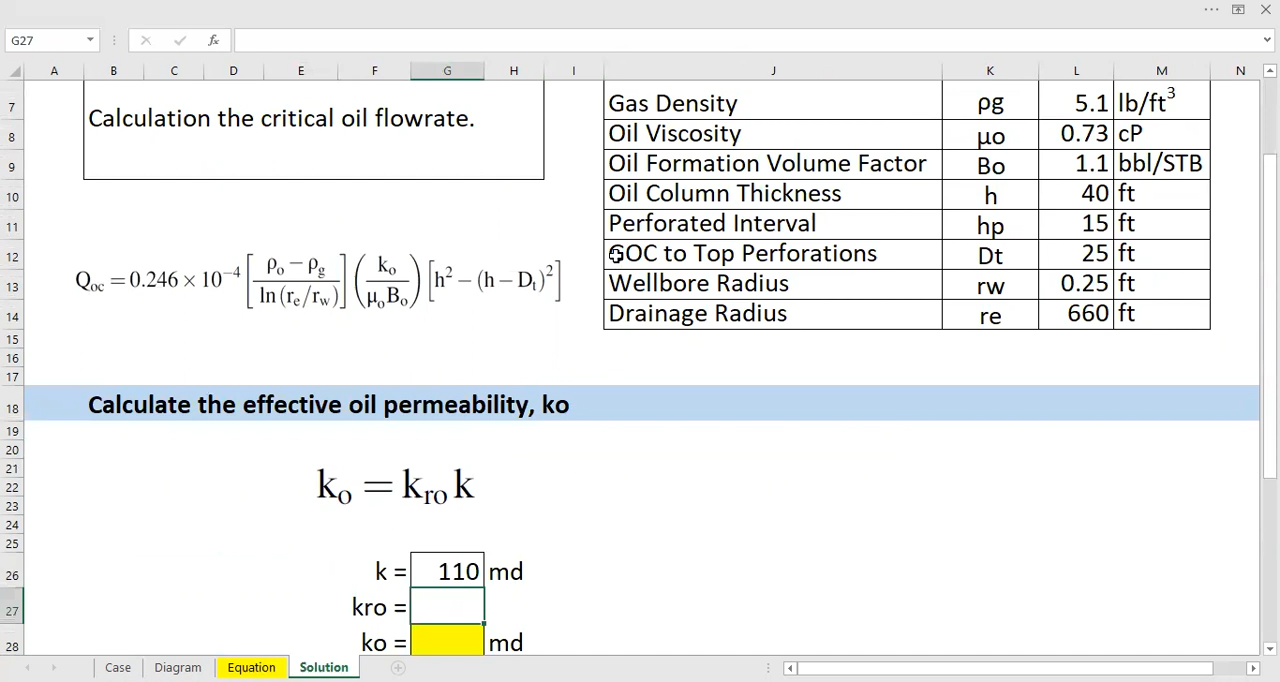 G27
fx
A B C D E F G H I J K L M N
7 Gas Density ρg 5.1 lb/ft³
Calculation the critical oil flowrate.
8 Oil Viscosity μo 0.73 cP
9 Oil Formation Volume Factor Bo 1.1 bbl/STB
10 Oil Column Thickness h 40 ft
11 Perforated Interval hp 15 ft
12 GOC to Top Perforations Dt 25 ft
Qoc = 0.246 × 10⁻⁴ [ρo − ρg / ln (re/rw)] (ko / μo Bo) [h² − (h − Dt)²]
13 Wellbore Radius rw 0.25 ft
14 Drainage Radius re 660 ft
15
16
17
18 Calculate the effective oil permeability, ko
19
20
21
22 ko = kro k
23
24
25
26 k = 110 md
27 kro =
28 ko = md
Case Diagram Equation Solution